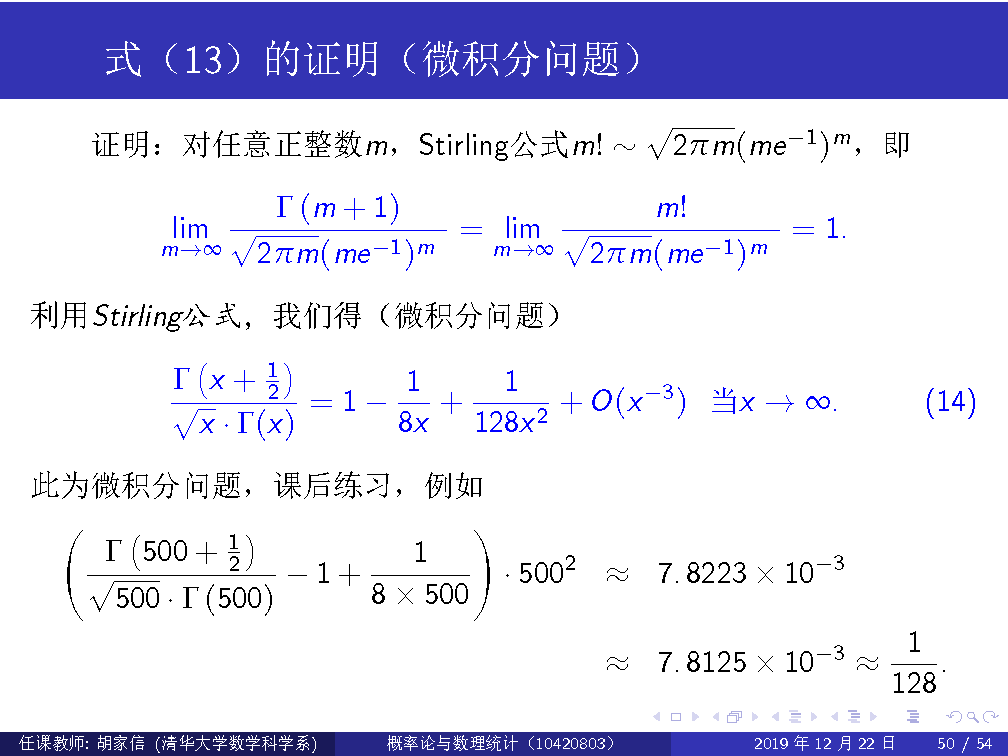 式（13）的证明（微积分问题）
证明：对任意正整数m，Stirling公式m! ∼ √2πm(me⁻¹)ᵐ，即
lim_{m→∞} Γ(m + 1) / √2πm(me⁻¹)ᵐ = lim_{m→∞} m! / √2πm(me⁻¹)ᵐ = 1.
利用Stirling公式，我们得（微积分问题）
Γ(x + 1/2) / (√x · Γ(x)) = 1 − 1/8x + 1/128x² + O(x⁻³) 当x → ∞. (14)
此为微积分问题，课后练习，例如
(Γ(500 + 1/2) / (√500 · Γ(500)) − 1 + 1/(8 × 500)) · 500² ≈ 7.8223 × 10⁻³
≈ 7.8125 × 10⁻³ ≈ 1/128.
任课教师: 胡家信 (清华大学数学科学系) 概率论与数理统计（10420803） 2019 年 12 月 22 日 50 / 54